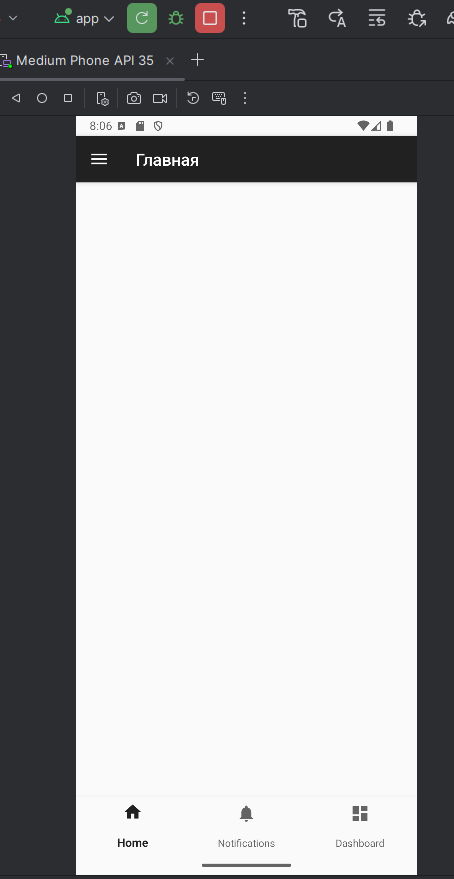 app
Medium Phone API 35
8:06
Главная
Home Notifications Dashboard